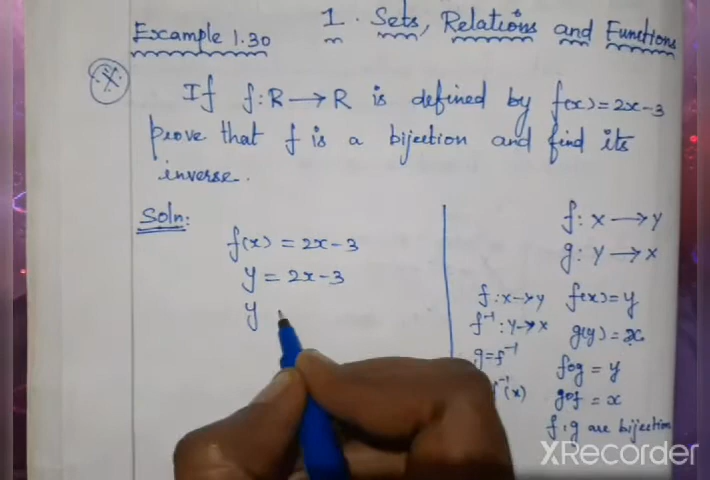 1. Sets, Relations and Functions
Example 1.30
If f: R → R is defined by f(x) = 2x-3
prove that f is a bijection and find its
inverse.
Soln:
f(x) = 2x-3
y = 2x-3
y
f: X → Y
g: Y → X
f: X → Y f(x) = y
f⁻¹: Y → X g(y) = x
g = f⁻¹ fog = y
f⁻¹(x) gof = x
f, g are bijection
XRecorder